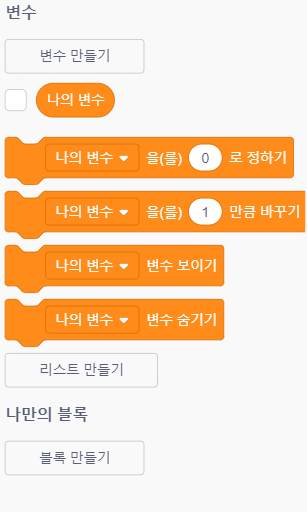 변수
변수 만들기
나의 변수
나의 변수 을(를) 0 로 정하기
나의 변수 을(를) 1 만큼 바꾸기
나의 변수 변수 보이기
나의 변수 변수 숨기기
리스트 만들기
나만의 블록
블록 만들기